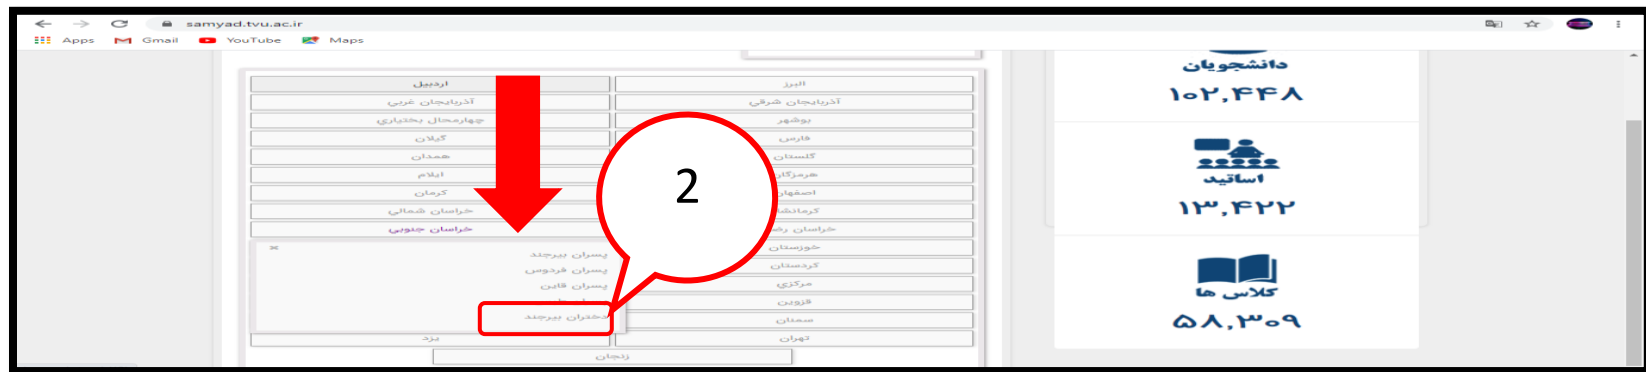 samyad.tvu.ac.ir
Apps Gmail YouTube Maps
البرز اردبیل
آذربایجان شرقی آذربایجان غربی
بوشهر چهارمحال بختیاری
فارس گیلان
گلستان همدان
هرمزگان ایلام
اصفهان کرمان
کرمانشاه خراسان شمالی
خراسان خراسان جنوبی
خوزستان
کردستان
مرکزی
قزوین
سمنان
تهران یزد
زنجان
×
پسران بیرجند
پسران فردوس
پسران قاین
دختران بیرجند
2
دانشجویان
۱۰۲,۴۴۸
اساتید
۱۳,۴۲۲
کلاس ها
۵۸,۳۰۹